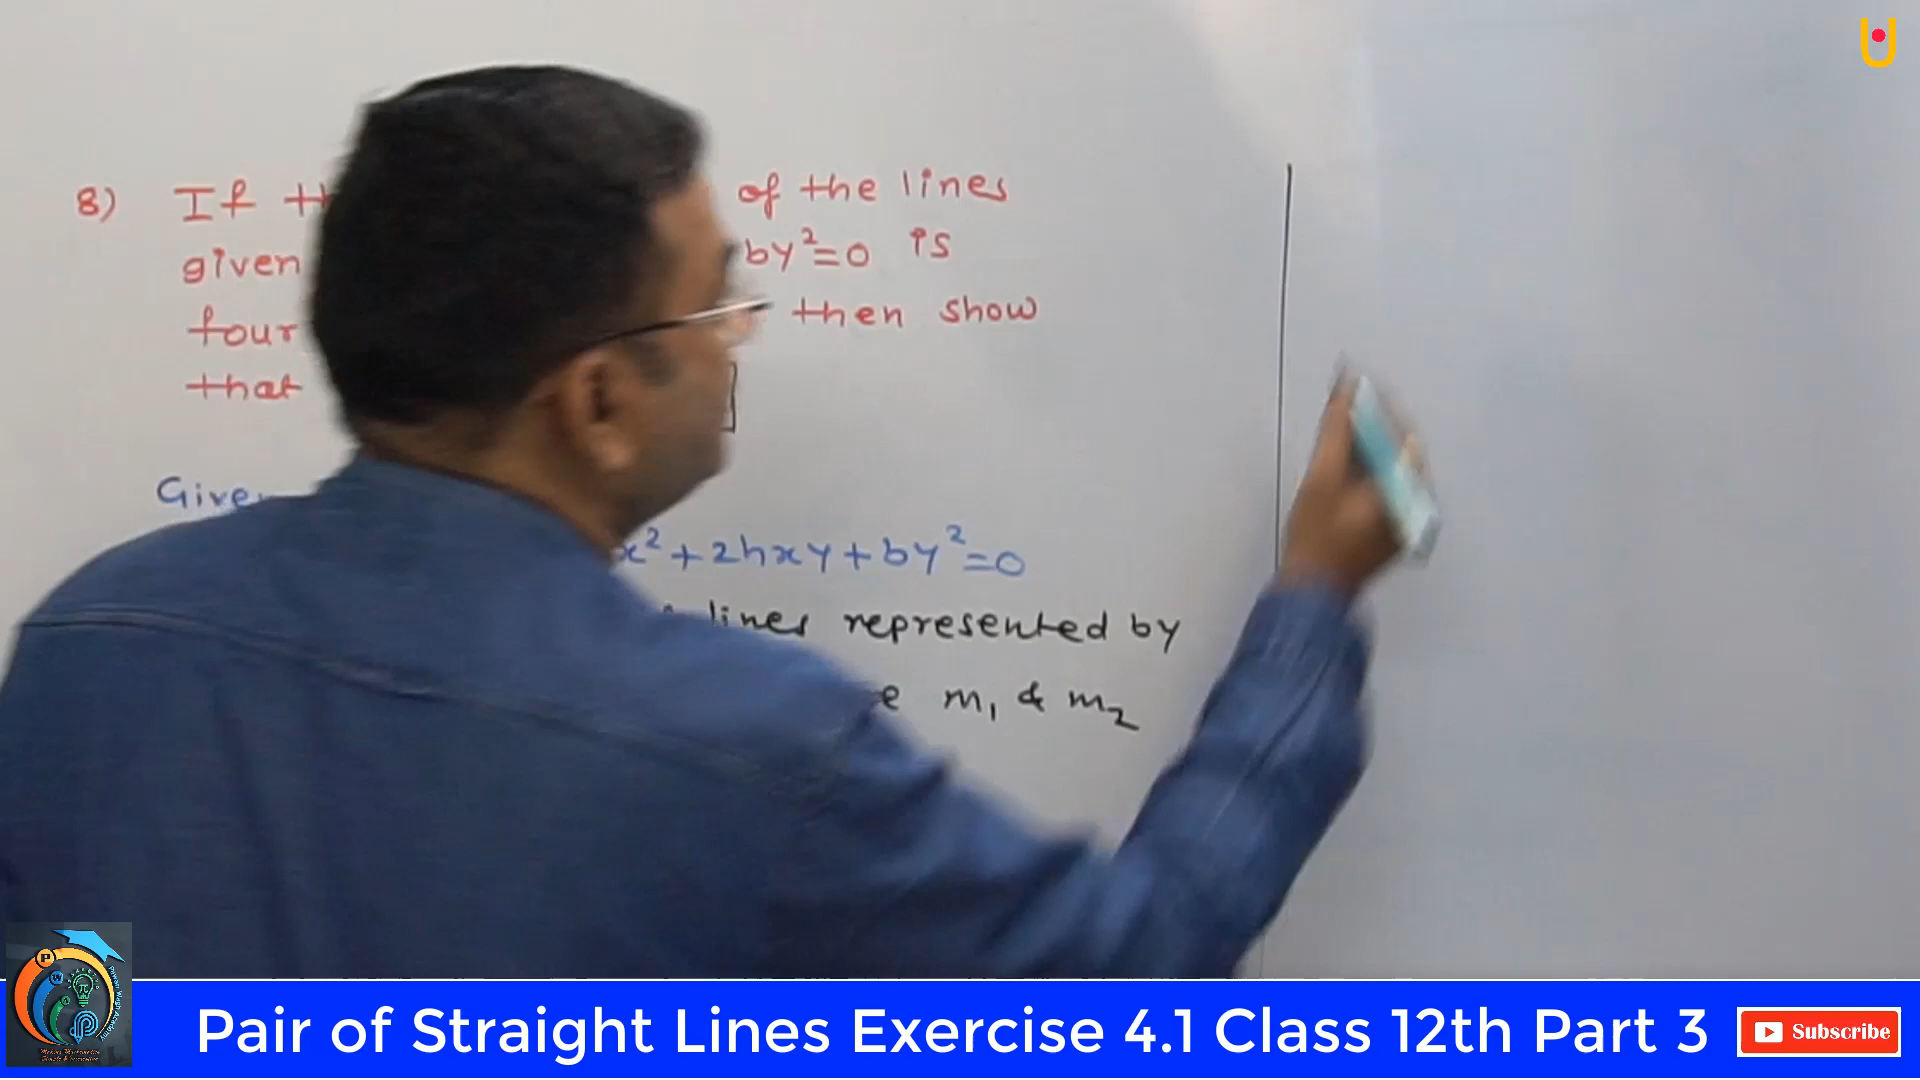 8) If th of the lines
given by²=0 is
four then show
that
Given
x²+2hxy+by²=0
lines represented by
m₁ & m₂
Pair of Straight Lines Exercise 4.1 Class 12th Part 3
Subscribe